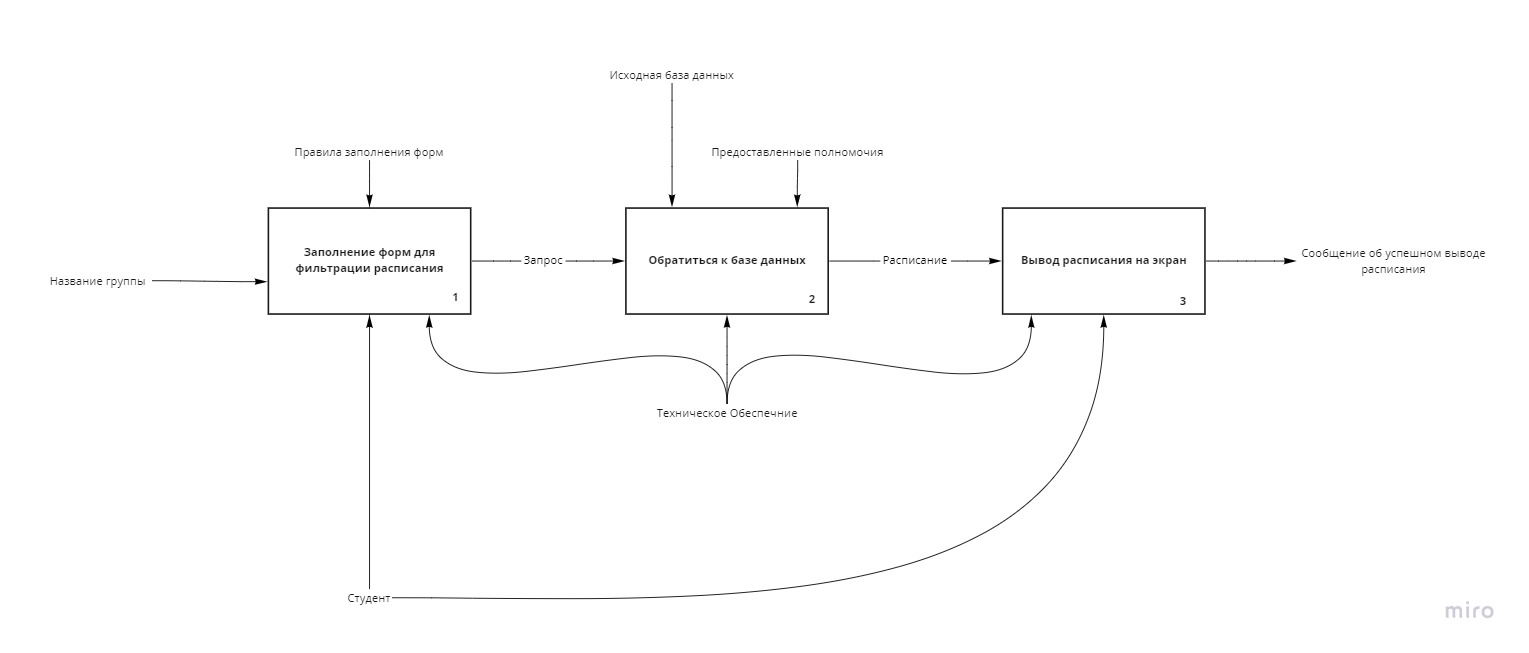 Исходная база данных
Правила заполнения форм
Предоставленные полномочия
Название группы
Заполнение форм для
фильтрации расписания
1
Запрос
Обратиться к базе данных
2
Расписание
Вывод расписания на экран
3
Сообщение об успешном выводе
расписания
Техническое Обеспечние
Студент
miro